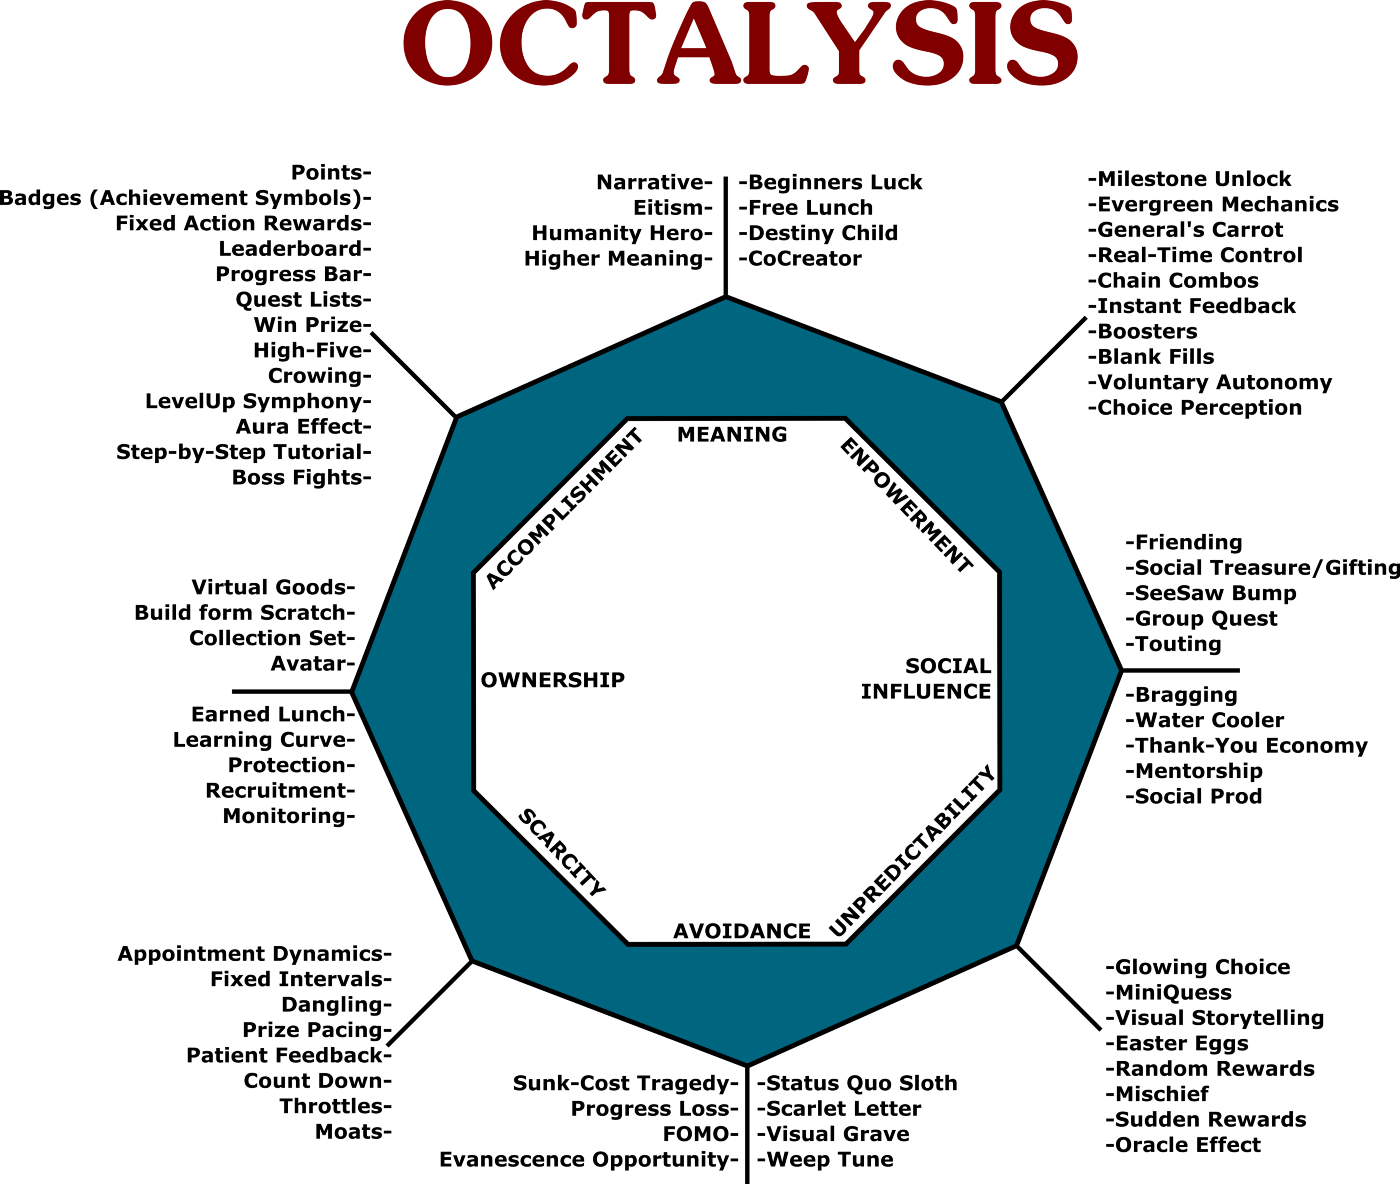 OCTALYSIS
Points-
Badges (Achievement Symbols)-
Fixed Action Rewards-
Leaderboard-
Progress Bar-
Quest Lists-
Win Prize-
High-Five-
Crowing-
LevelUp Symphony-
Aura Effect-
Step-by-Step Tutorial-
Boss Fights-
Narrative-
Eitism-
Humanity Hero-
Higher Meaning-
-Beginners Luck
-Free Lunch
-Destiny Child
-CoCreator
-Milestone Unlock
-Evergreen Mechanics
-General's Carrot
-Real-Time Control
-Chain Combos
-Instant Feedback
-Boosters
-Blank Fills
-Voluntary Autonomy
-Choice Perception
MEANING
ACCOMPLISHMENT
ENPOWERMENT
OWNERSHIP
SOCIAL
INFLUENCE
SCARCITY
UNPREDICTABILITY
AVOIDANCE
Virtual Goods-
Build form Scratch-
Collection Set-
Avatar-
Earned Lunch-
Learning Curve-
Protection-
Recruitment-
Monitoring-
-Friending
-Social Treasure/Gifting
-SeeSaw Bump
-Group Quest
-Touting
-Bragging
-Water Cooler
-Thank-You Economy
-Mentorship
-Social Prod
Appointment Dynamics-
Fixed Intervals-
Dangling-
Prize Pacing-
Patient Feedback-
Count Down-
Throttles-
Moats-
Sunk-Cost Tragedy-
Progress Loss-
FOMO-
Evanescence Opportunity-
-Status Quo Sloth
-Scarlet Letter
-Visual Grave
-Weep Tune
-Glowing Choice
-MiniQuess
-Visual Storytelling
-Easter Eggs
-Random Rewards
-Mischief
-Sudden Rewards
-Oracle Effect